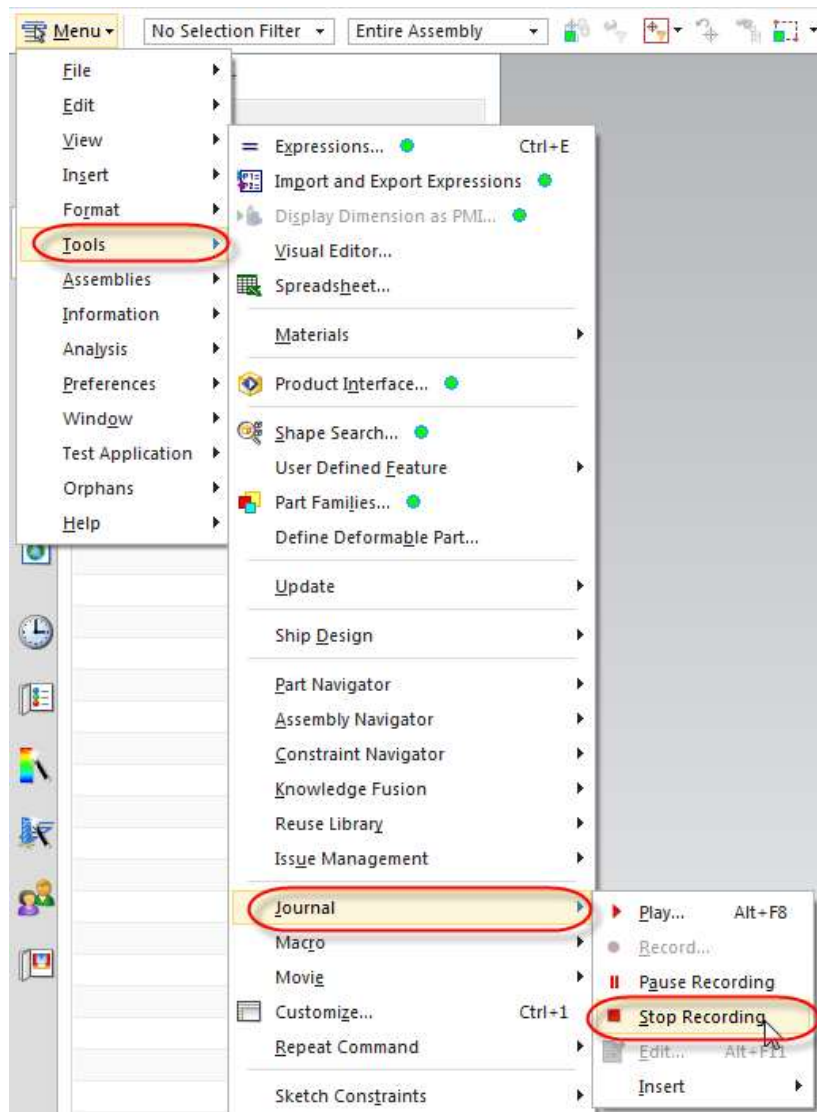 Menu
No Selection Filter
Entire Assembly
File
Edit
View
Insert
Format
Tools
Assemblies
Information
Analysis
Preferences
Window
Test Application
Orphans
Help
Expressions... Ctrl+E
Import and Export Expressions
Display Dimension as PMI...
Visual Editor...
Spreadsheet...
Materials
Product Interface...
Shape Search...
User Defined Feature
Part Families...
Define Deformable Part...
Update
Ship Design
Part Navigator
Assembly Navigator
Constraint Navigator
Knowledge Fusion
Reuse Library
Issue Management
Journal
Macro
Movie
Customize... Ctrl+1
Repeat Command
Sketch Constraints
Play... Alt+F8
Record...
Pause Recording
Stop Recording
Edit... Alt+F11
Insert